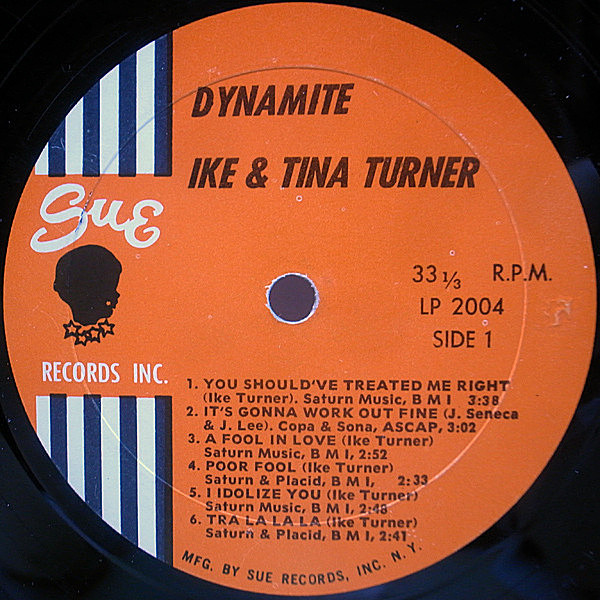 DYNAMITE
IKE & TINA TURNER
Sue
RECORDS INC.
33 1/3 R.P.M.
LP 2004
SIDE 1
1. YOU SHOULD'VE TREATED ME RIGHT
(Ike Turner). Saturn Music, B M I 3:38
2. IT'S GONNA WORK OUT FINE (J. Seneca
& J. Lee). Copa & Sona, ASCAP, 3:02
3. A FOOL IN LOVE (Ike Turner)
Saturn Music, B M I, 2:52
4. POOR FOOL (Ike Turner)
Saturn & Placid, B M I, 2:33
5. I IDOLIZE YOU (Ike Turner)
Saturn Music, B M I, 2:48
6. TRA LA LA LA (Ike Turner)
Saturn & Placid, B M I, 2:41
MFG. BY SUE RECORDS, INC. N. Y.